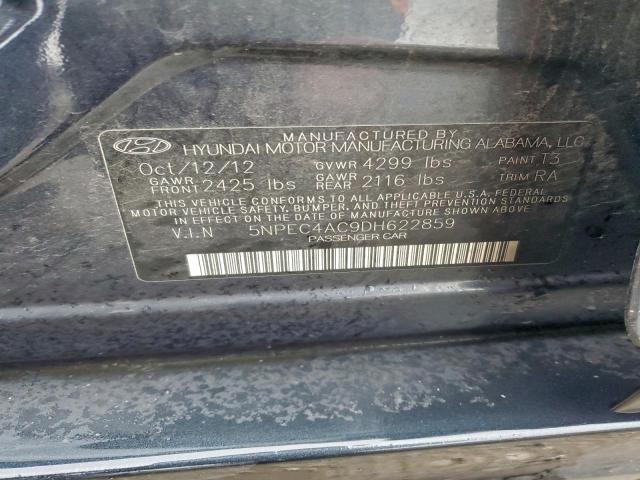 MANUFACTURED BY
HYUNDAI MOTOR MANUFACTURING ALABAMA, LLC
Oct/12/12 GVWR 4299 lbs PAINT T3
GAWR FRONT 2425 lbs GAWR REAR 2116 lbs TRIM RA
THIS VEHICLE CONFORMS TO ALL APPLICABLE U.S.A. FEDERAL
MOTOR VEHICLE SAFETY, BUMPER, AND THEFT PREVENTION
STANDARDS IN EFFECT ON THE DATE OF MANUFACTURE SHOWN ABOVE.
V.I.N 5NPEC4AC9DH622859
PASSENGER CAR